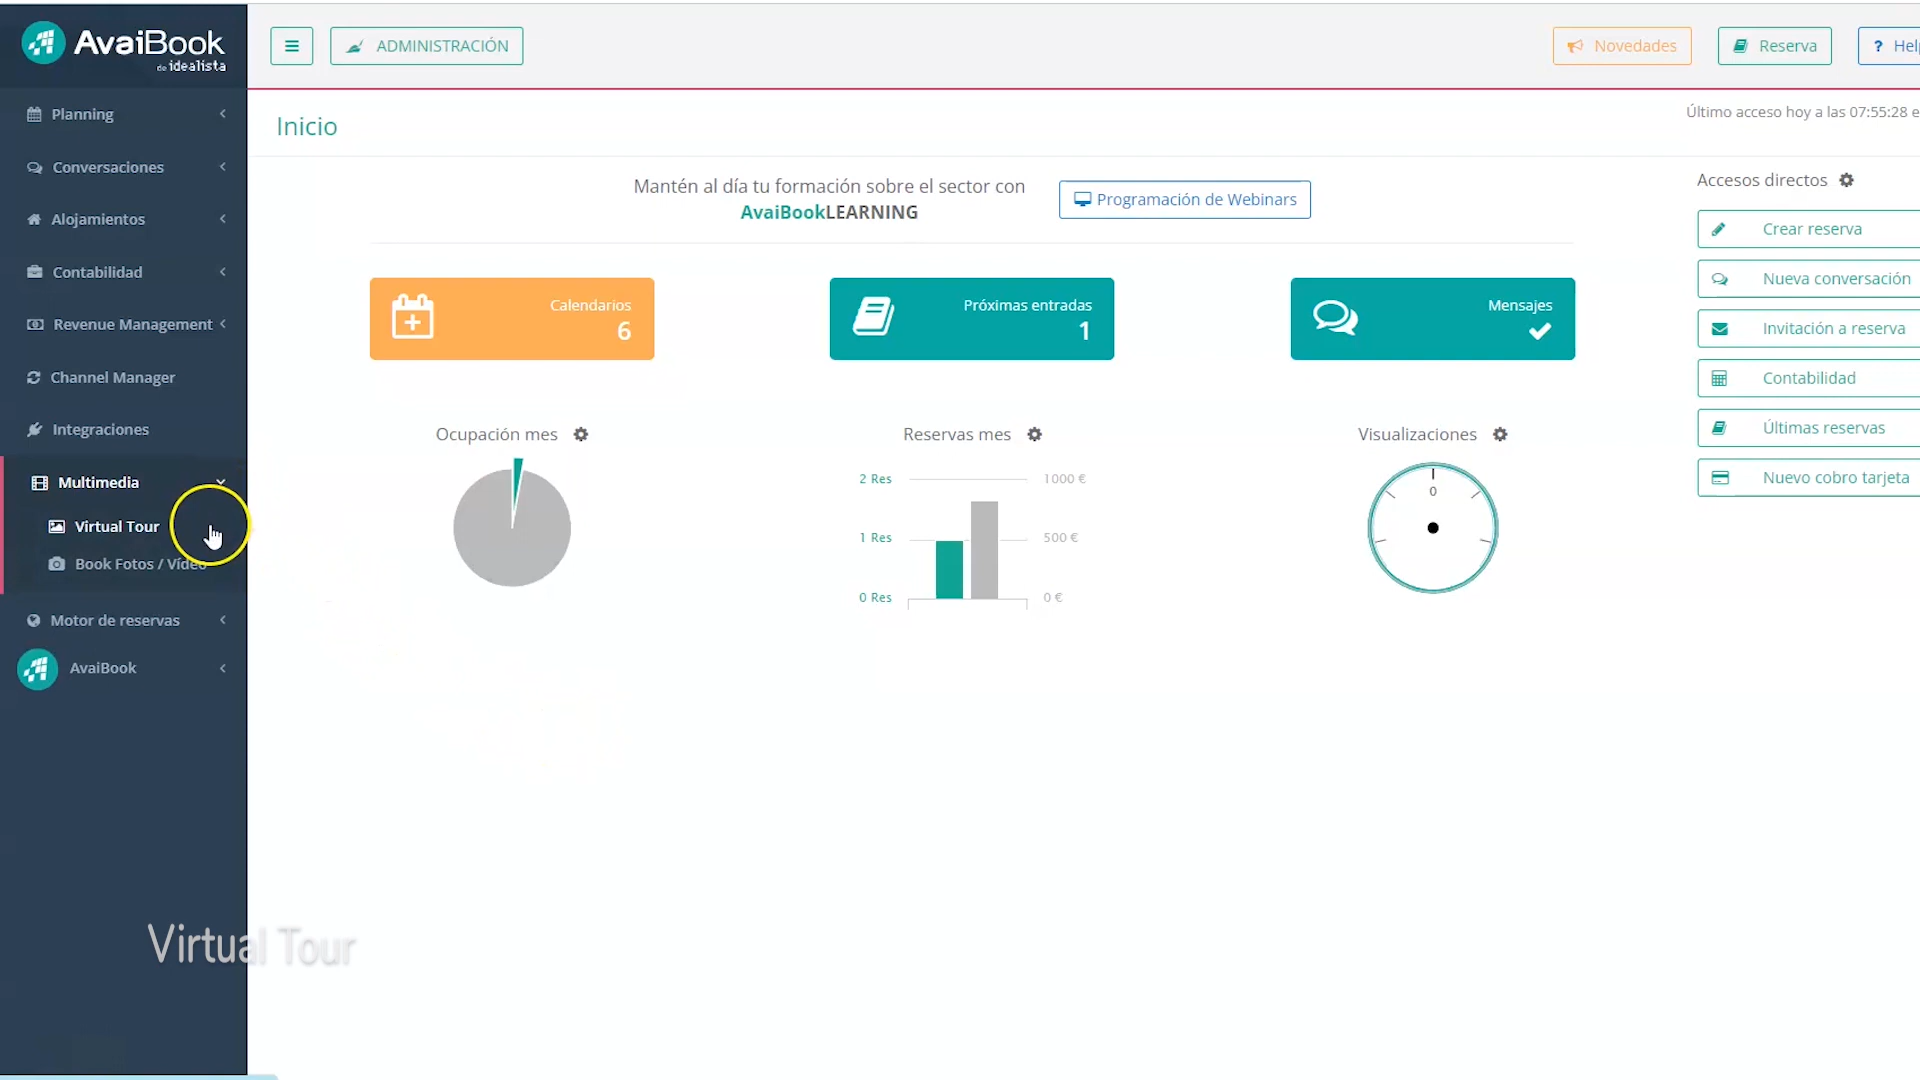 AvaiBook
de idealista
ADMINISTRACIÓN
Novedades
Reserva
? Help
Planning
Conversaciones
Alojamientos
Contabilidad
Revenue Management
Channel Manager
Integraciones
Multimedia
Virtual Tour
Book Fotos / Vídeo
Motor de reservas
AvaiBook
Inicio
Último acceso hoy a las 07:55:28 e
Mantén al día tu formación sobre el sector con
AvaiBookLEARNING
Programación de Webinars
Calendarios
6
Próximas entradas
1
Mensajes
Ocupación mes
Reservas mes
2 Res
1000 €
1 Res
500 €
0 Res
0 €
Visualizaciones
0
Accesos directos
Crear reserva
Nueva conversación
Invitación a reserva
Contabilidad
Últimas reservas
Nuevo cobro tarjeta
Virtual Tour